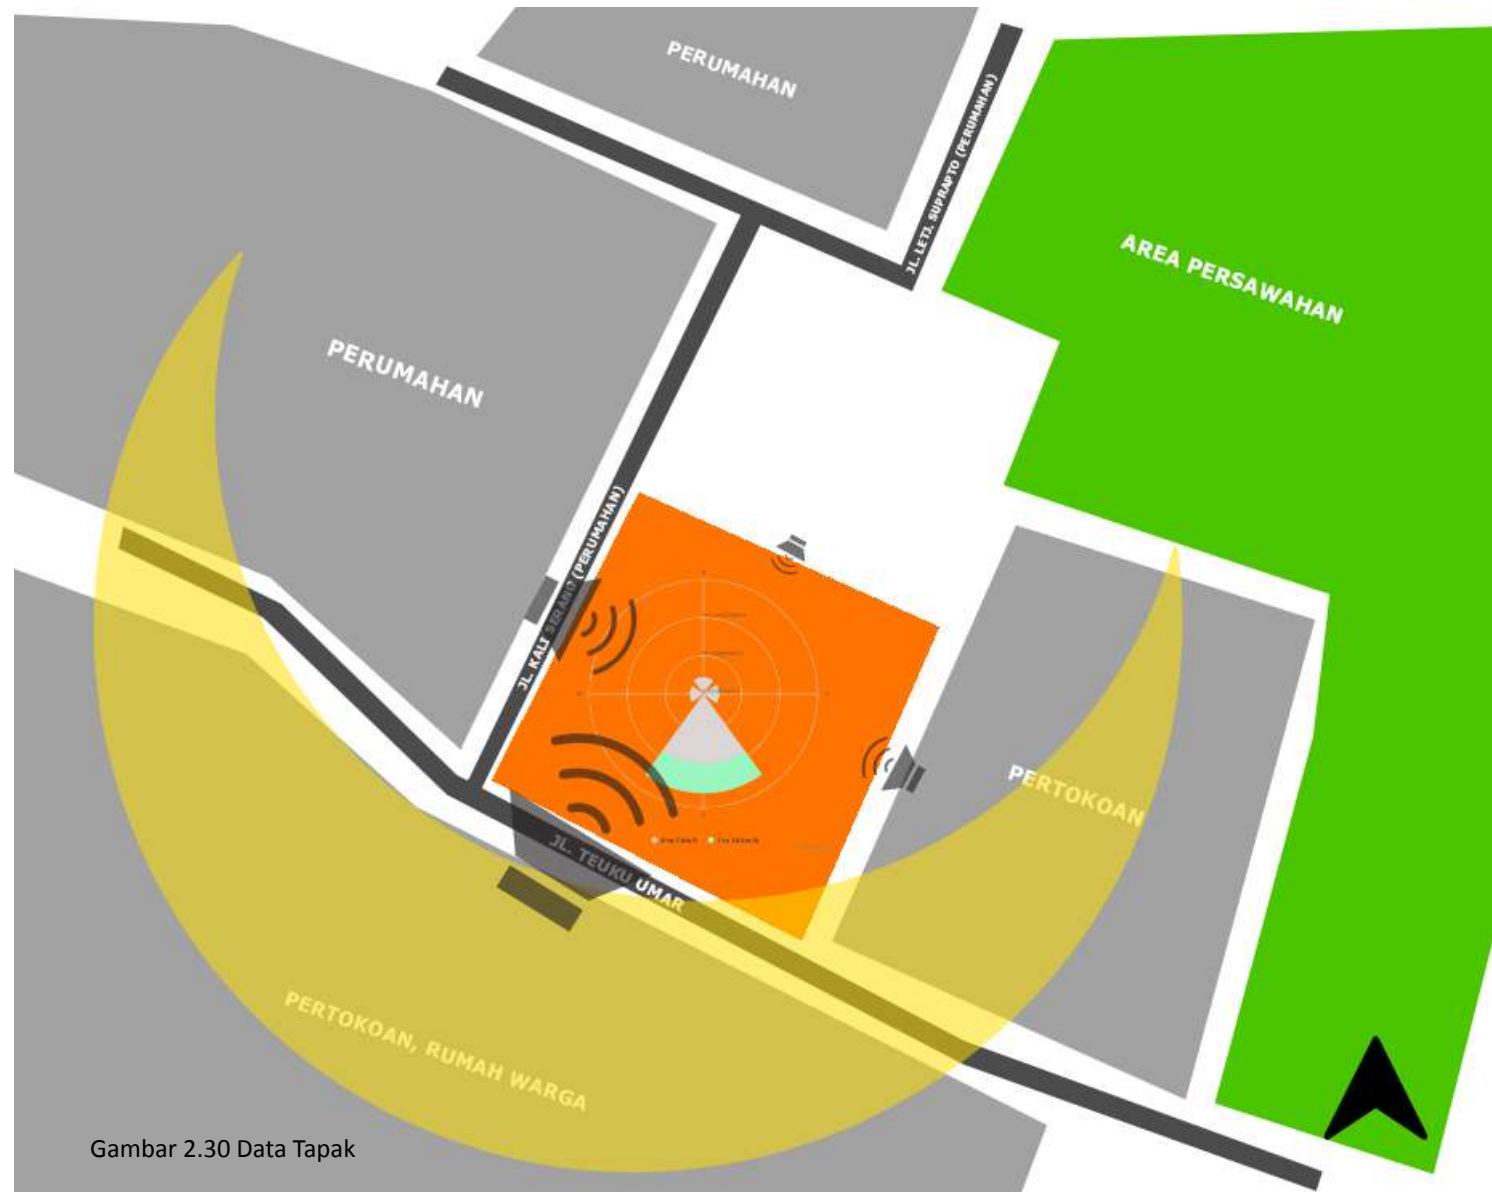 PERUMAHAN
JL. LETJ. SUPRAPTO (PERUMAHAN)
AREA PERSAWAHAN
PERUMAHAN
JL. KALI SERANG (PERUMAHAN)
PERTOKOAN
JL. TEUKU UMAR
PERTOKOAN, RUMAH WARGA
Gambar 2.30 Data Tapak